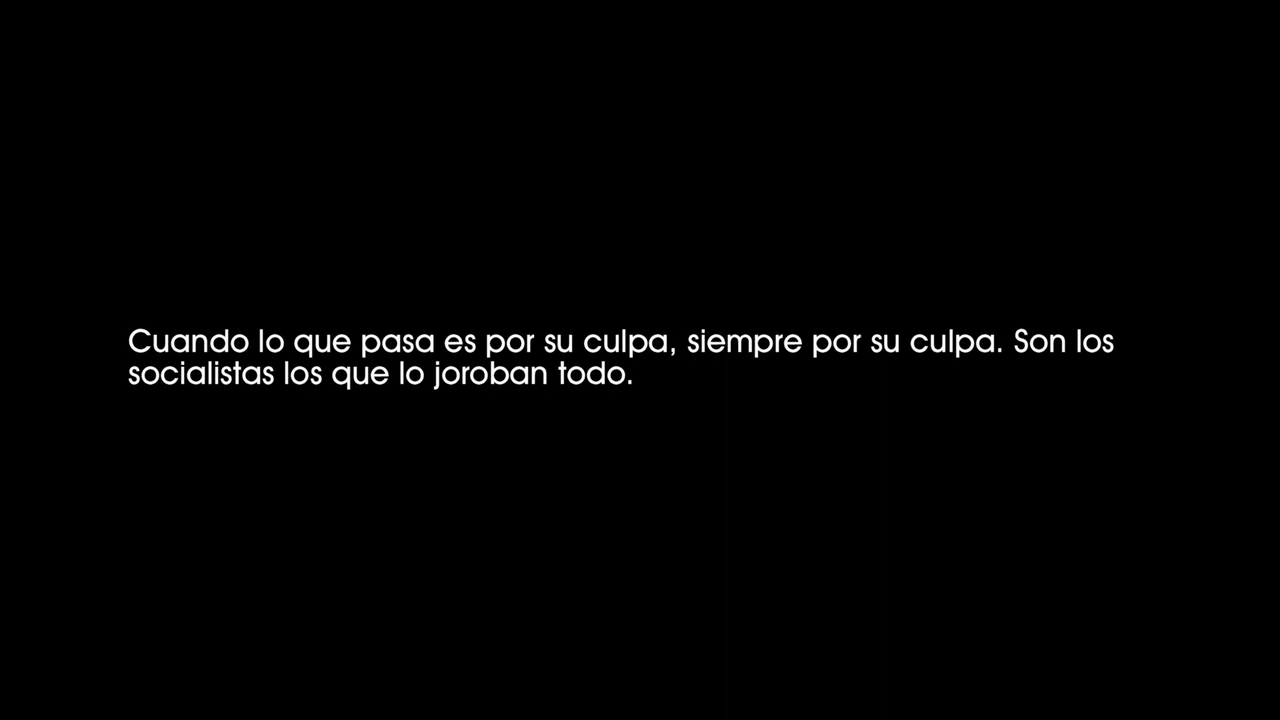 Cuando lo que pasa es por su culpa, siempre por su culpa. Son los
socialistas los que lo joroban todo.